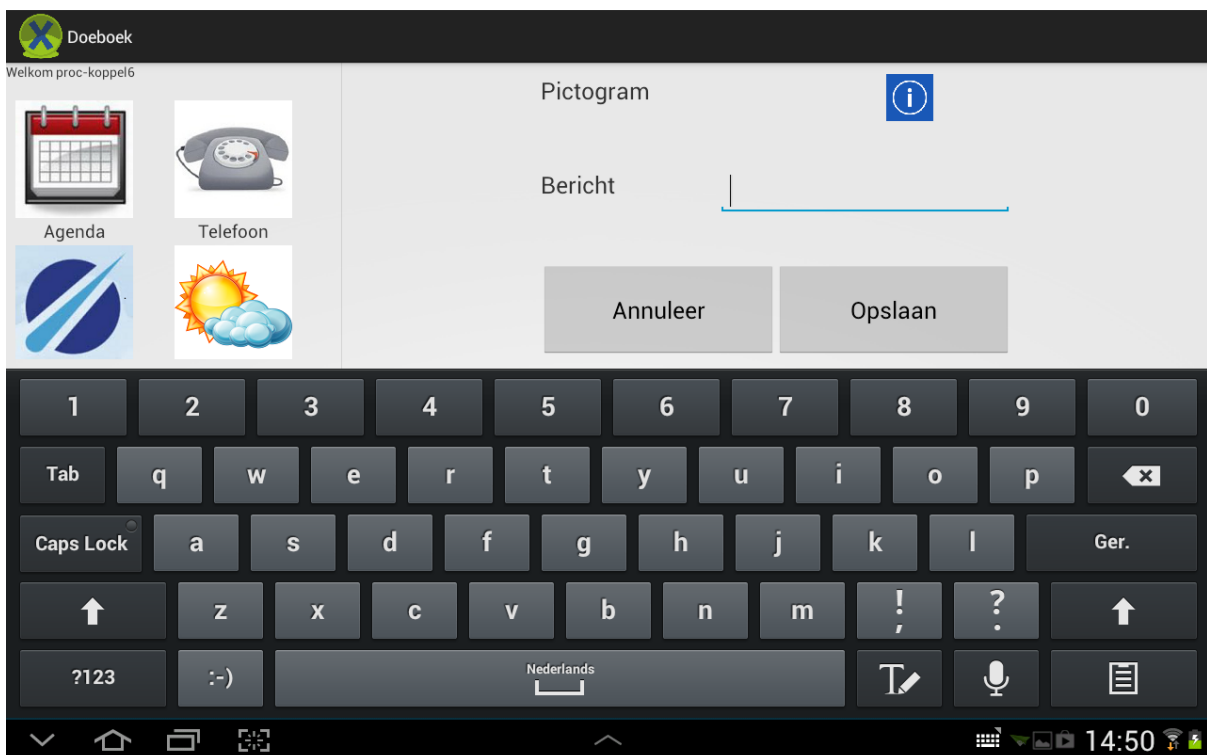 Doeboek
Welkom proc-koppel6
Agenda
Telefoon
Pictogram
i
Bericht
Annuleer
Opslaan
1 2 3 4 5 6 7 8 9 0
Tab q w e r t y u i o p
Caps Lock a s d f g h j k l Ger.
z x c v b n m ! , ? .
?123 :-) Nederlands T
14:50